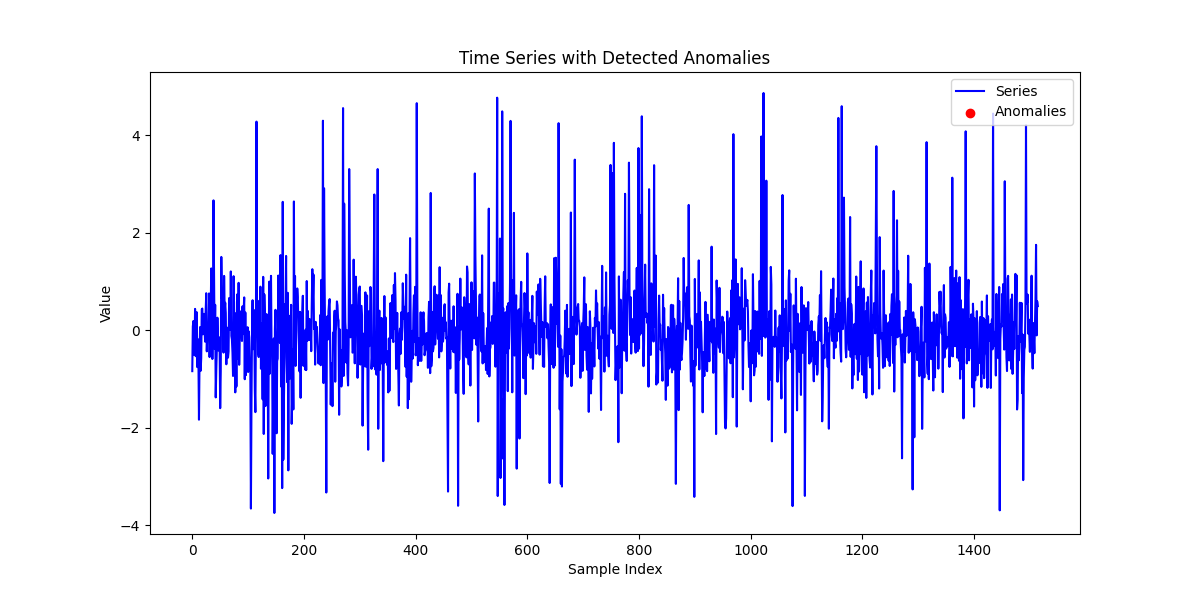 Time Series with Detected Anomalies
Series
Anomalies
Value
4
2
0
−2
−4
0 200 400 600 800 1000 1200 1400
Sample Index